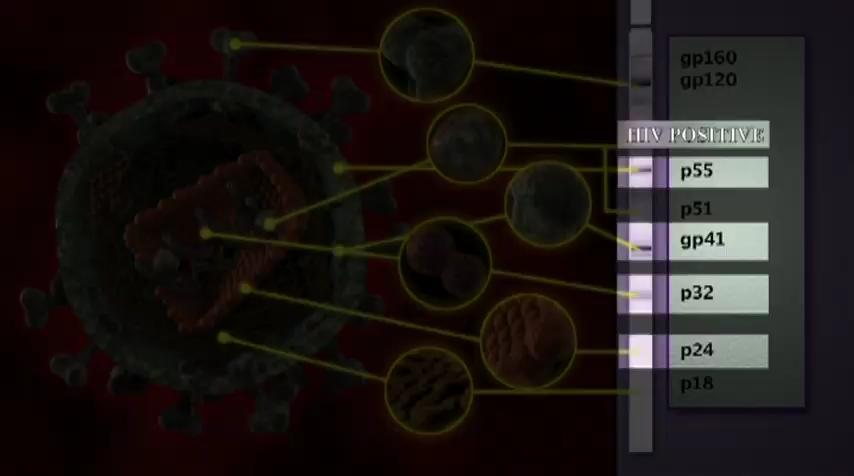 gp160
gp120
HIV POSITIVE
p55
p51
gp41
p32
p24
p18